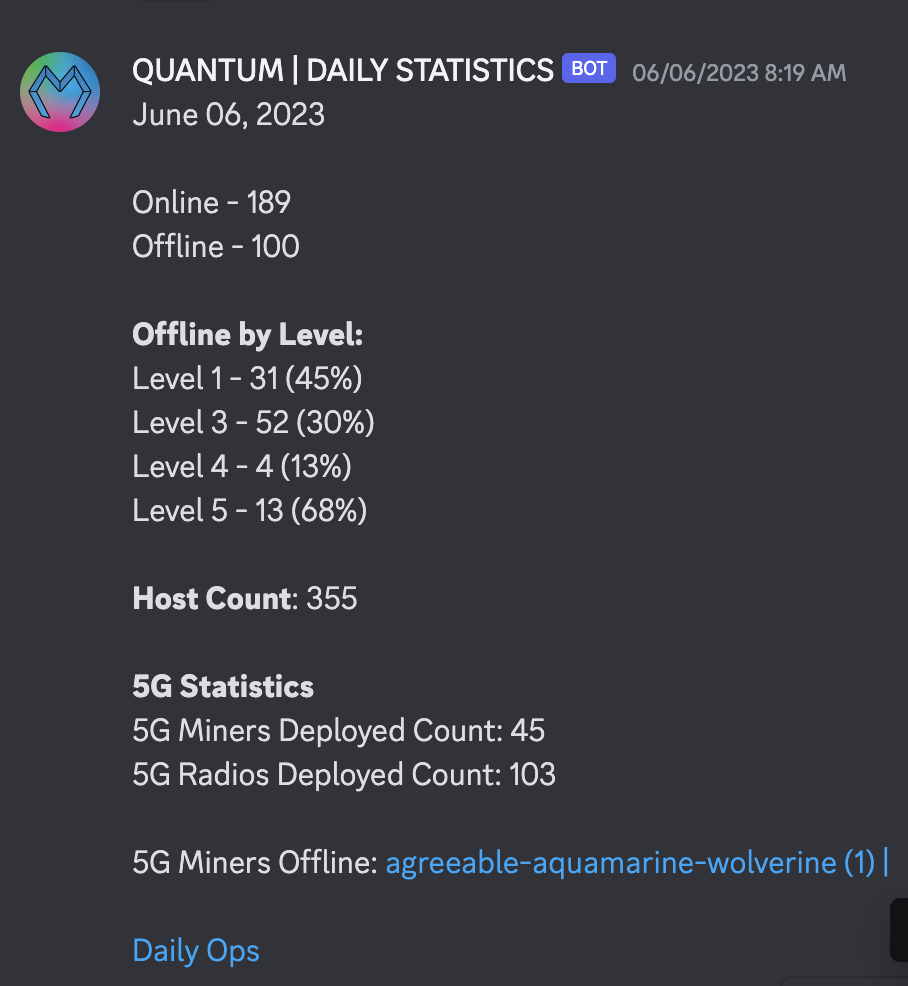 QUANTUM | DAILY STATISTICS BOT 06/06/2023 8:19 AM
June 06, 2023
Online - 189
Offline - 100
Offline by Level:
Level 1 - 31 (45%)
Level 3 - 52 (30%)
Level 4 - 4 (13%)
Level 5 - 13 (68%)
Host Count: 355
5G Statistics
5G Miners Deployed Count: 45
5G Radios Deployed Count: 103
5G Miners Offline: agreeable-aquamarine-wolverine (1) |
Daily Ops